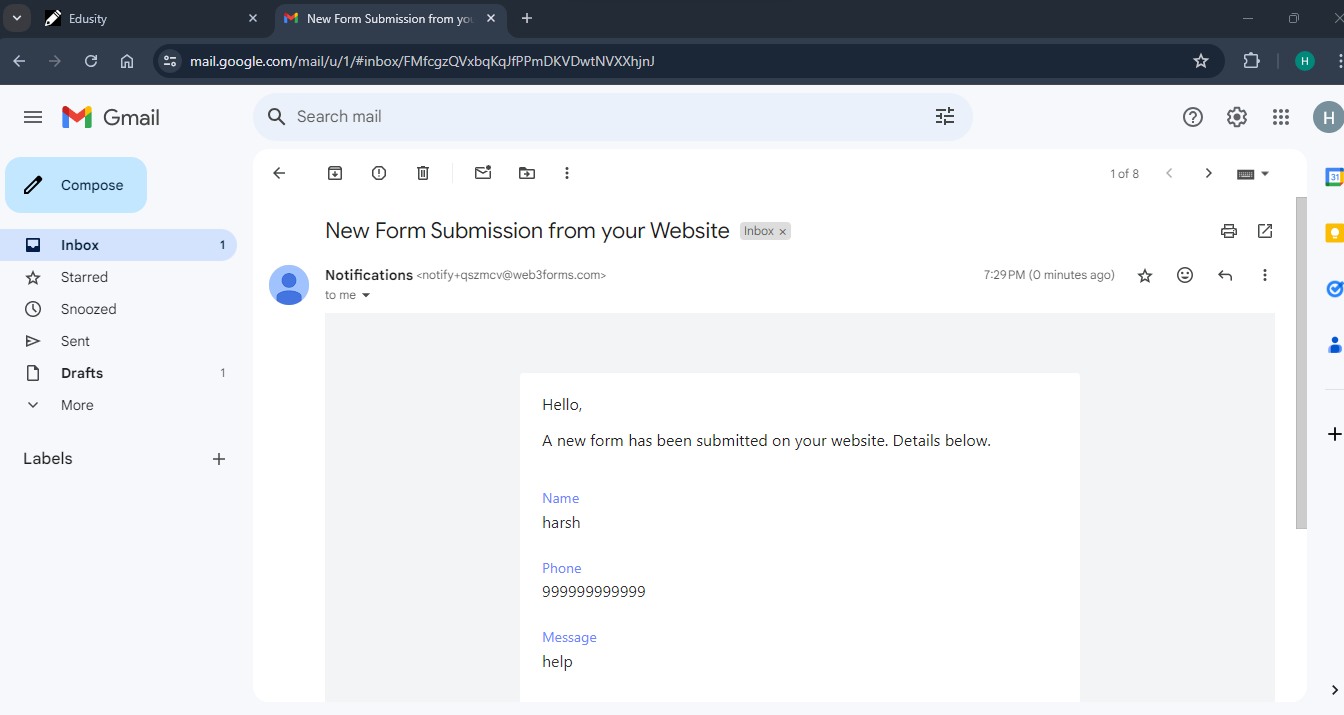 Edusity
New Form Submission from you
mail.google.com/mail/u/1/#inbox/FMfcgzQVxbqKqJfPPmDKVDwtNVXXhjnJ
H
Gmail
Search mail
H
Compose
1 of 8
31
New Form Submission from your Website
Inbox ×
Inbox 1
Starred
Snoozed
Sent
Drafts 1
More
Labels
Notifications <notify+qszmcv@web3forms.com>
7:29 PM (0 minutes ago)
to me
Hello,
A new form has been submitted on your website. Details below.
Name
harsh
Phone
999999999999
Message
help